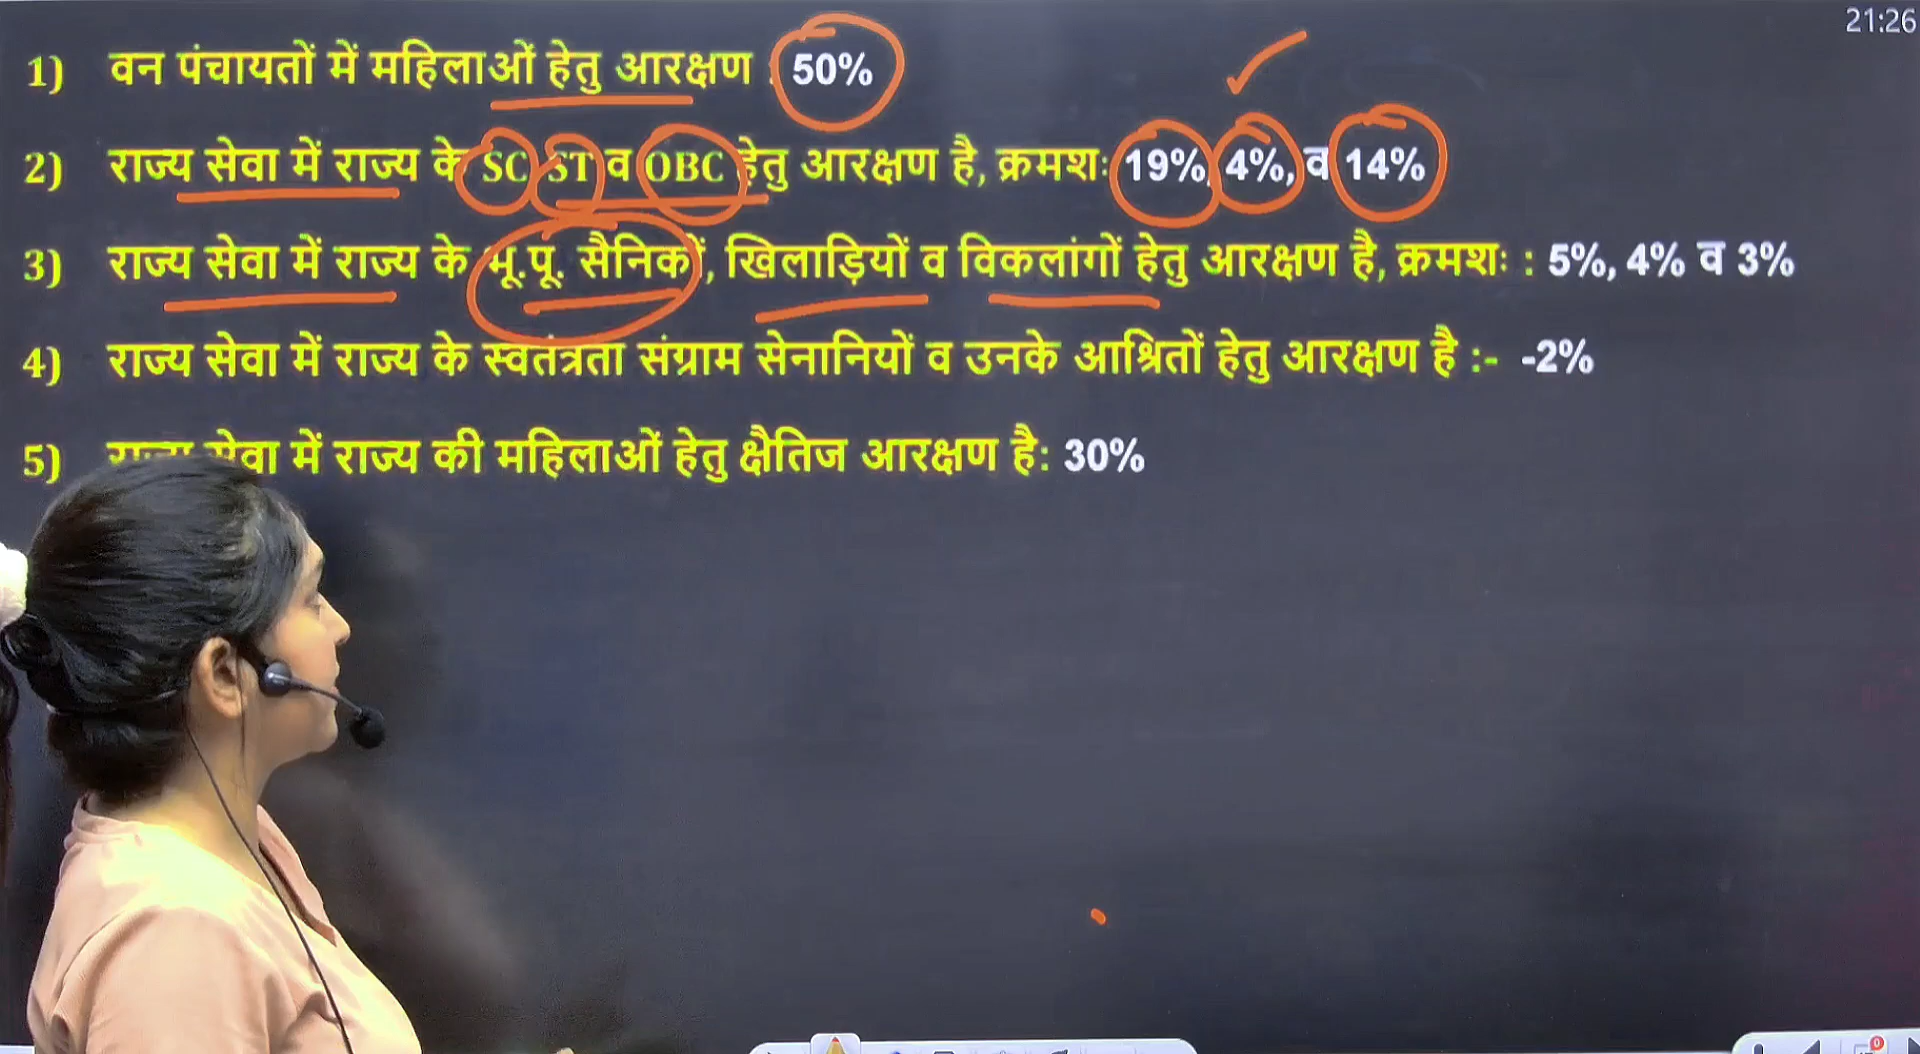 21:26
1) वन पंचायतों में महिलाओं हेतु आरक्षण : 50%
2) राज्य सेवा में राज्य के SC ST व OBC हेतु आरक्षण है, क्रमशः 19%, 4%, व 14%
3) राज्य सेवा में राज्य के भू.पू. सैनिकों, खिलाड़ियों व विकलांगों हेतु आरक्षण है, क्रमशः : 5%, 4% व 3%
4) राज्य सेवा में राज्य के स्वतंत्रता संग्राम सेनानियों व उनके आश्रितों हेतु आरक्षण है :- -2%
5) राज्य सेवा में राज्य की महिलाओं हेतु क्षैतिज आरक्षण है: 30%
0